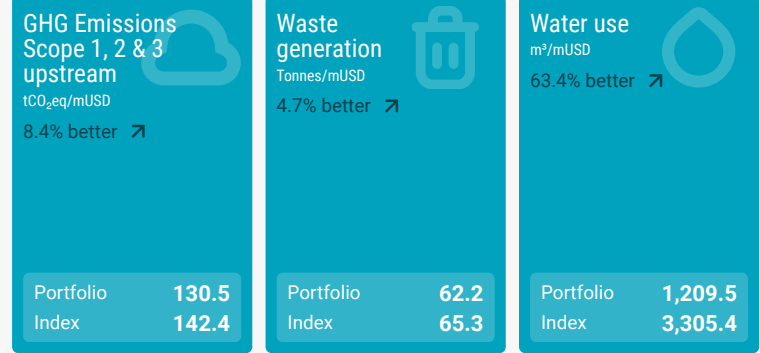 GHG Emissions
Scope 1, 2 & 3
upstream
tCO₂eq/mUSD
8.4% better
Portfolio 130.5
Index 142.4
Waste
generation
Tonnes/mUSD
4.7% better
Portfolio 62.2
Index 65.3
Water use
m³/mUSD
63.4% better
Portfolio 1,209.5
Index 3,305.4